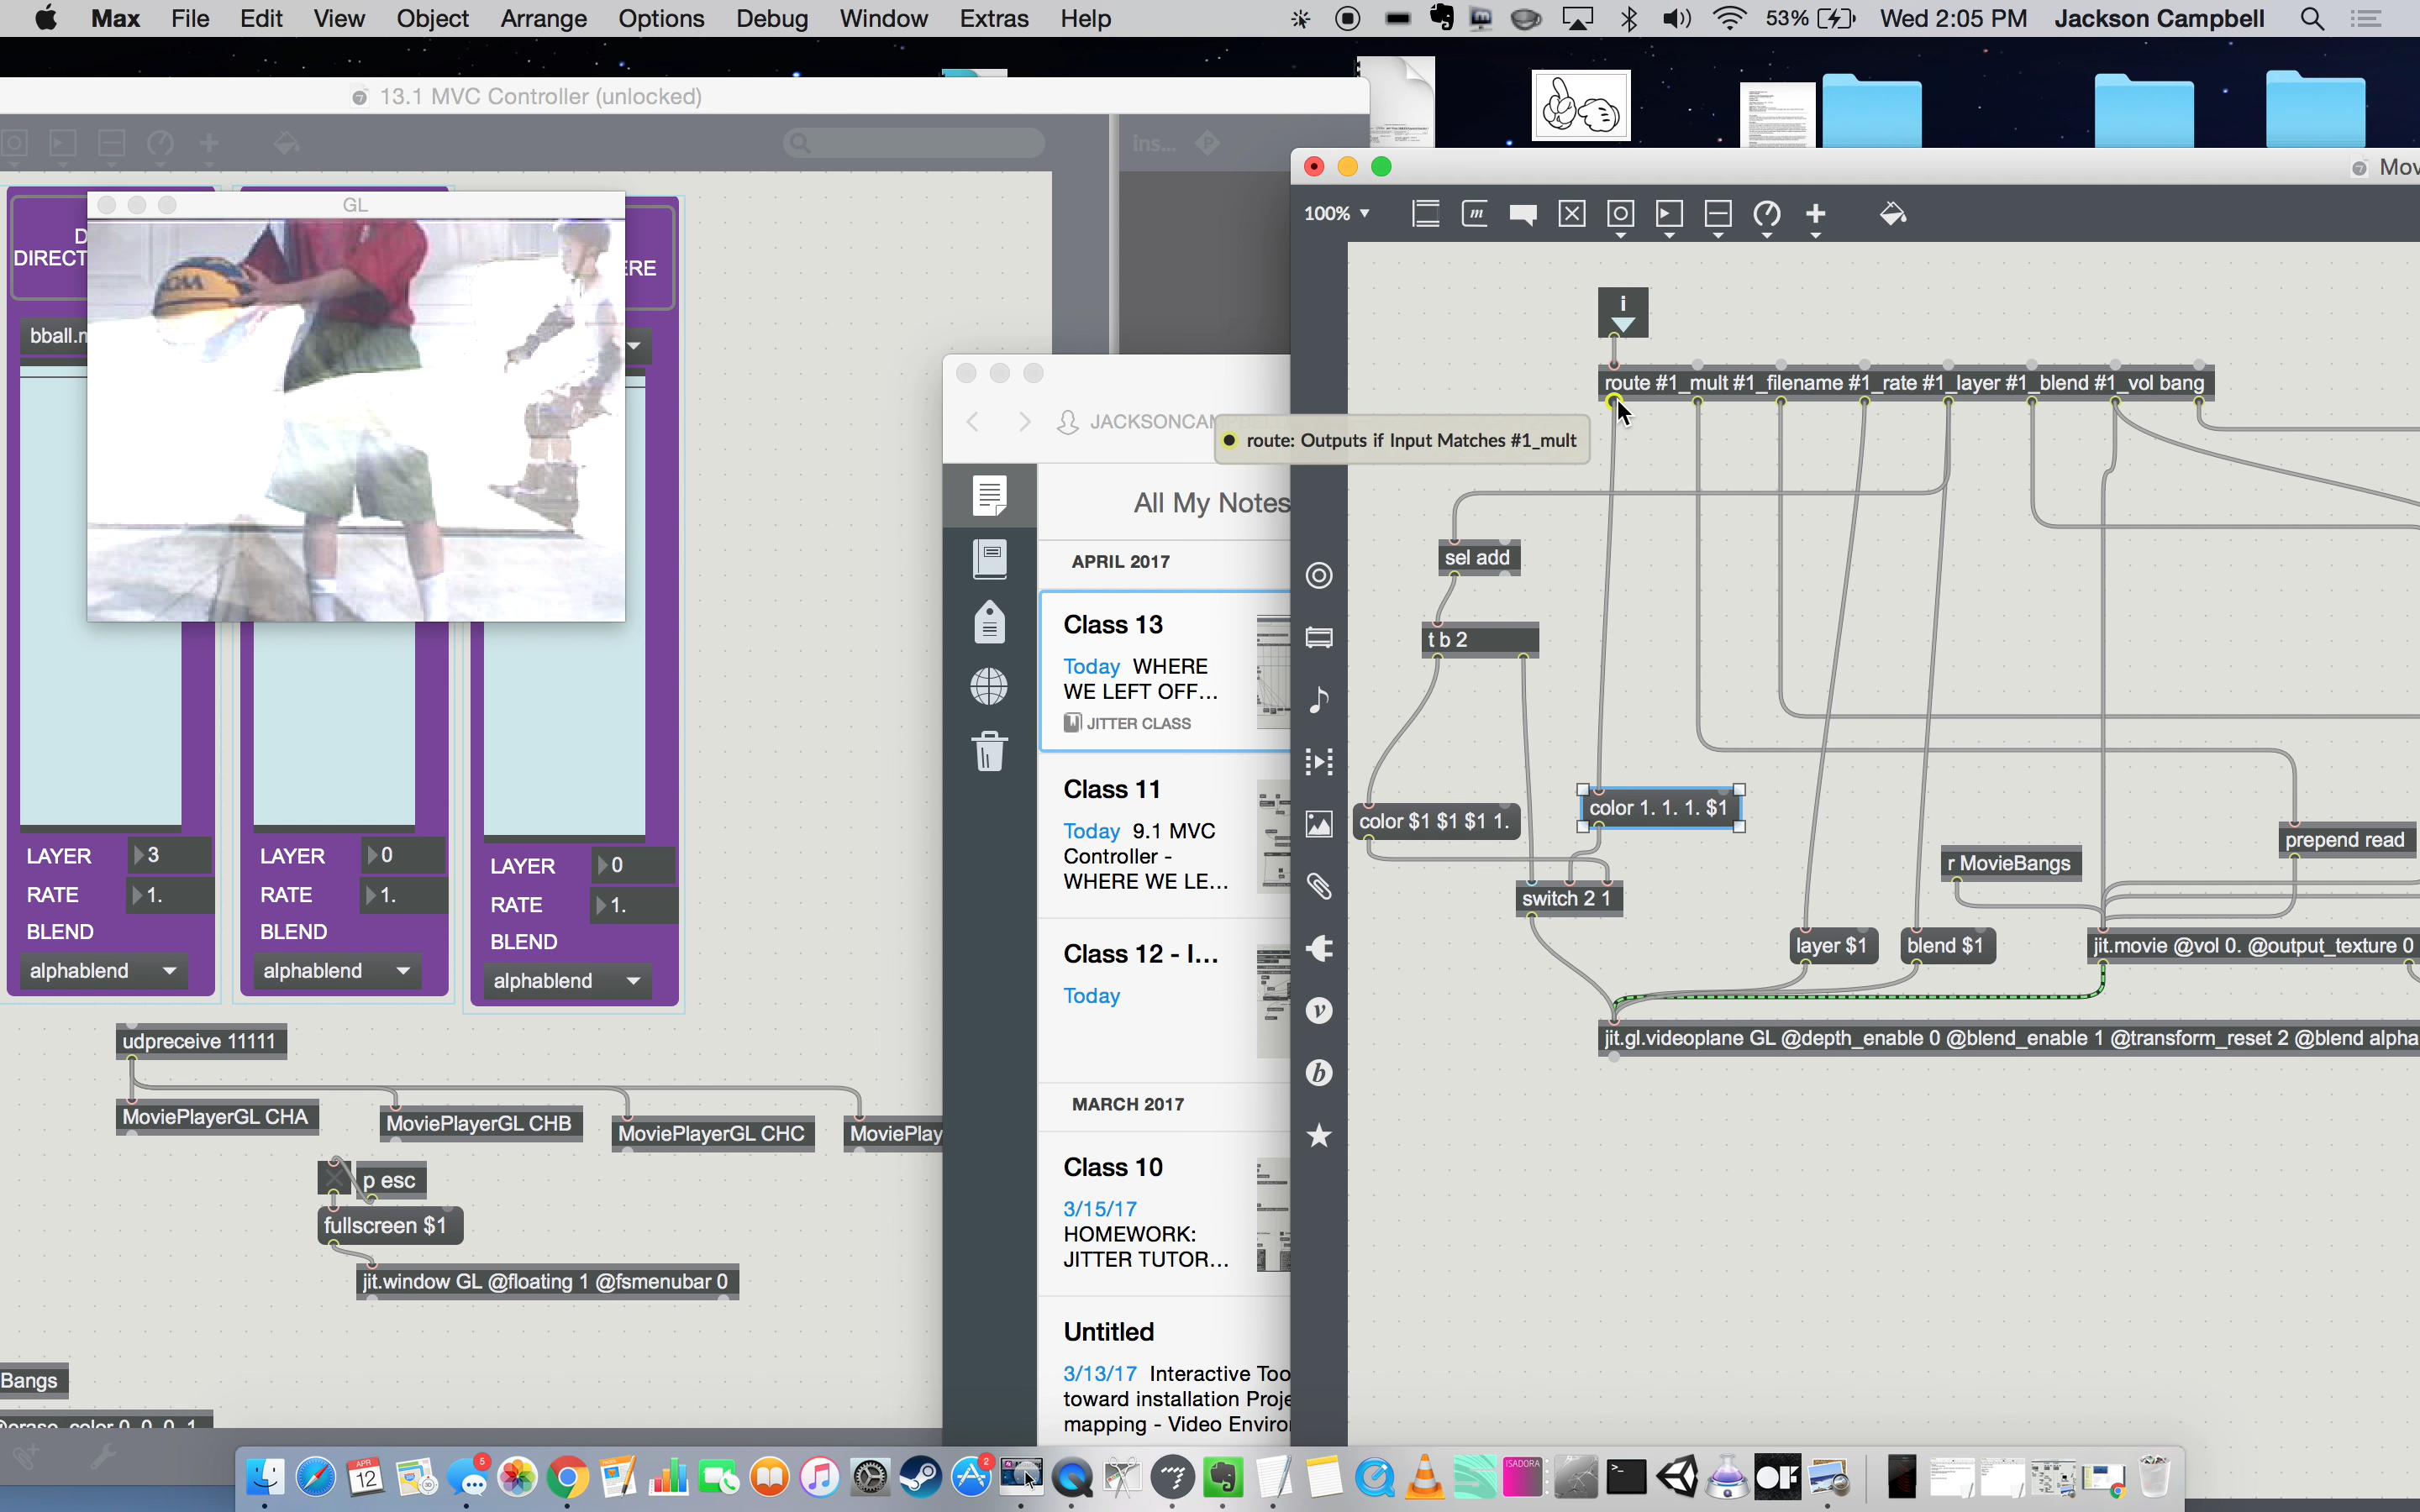 Max File Edit View Object Arrange Options Debug Window Extras Help 53% Wed 2:05 PM Jackson Campbell
13.1 MVC Controller (unlocked)
ins...
GL
DIRECT
ERE
bball.
LAYER 3
RATE 1.
BLEND
alphablend
LAYER 0
RATE 1.
BLEND
alphablend
LAYER 0
RATE 1.
BLEND
alphablend
udpreceive 11111
MoviePlayerGL CHA
MoviePlayerGL CHB
MoviePlayerGL CHC
MoviePlay
p esc
fullscreen $1
jit.window GL @floating 1 @fsmenubar 0
Bangs
JACKSONCAM
All My Notes
APRIL 2017
Class 13
Today WHERE
WE LEFT OFF...
JITTER CLASS
Class 11
Today 9.1 MVC
Controller -
WHERE WE LE...
Class 12 - I...
Today
MARCH 2017
Class 10
3/15/17
HOMEWORK:
JITTER TUTOR...
Untitled
3/13/17 Interactive Too
toward installation Proje
mapping - Video Enviro
Mov
100%
i
route #1_mult #1_filename #1_rate #1_layer #1_blend #1_vol bang
route: Outputs if Input Matches #1_mult
sel add
t b 2
color $1 $1 $1 1.
color 1. 1. 1. $1
switch 2 1
r MovieBangs
prepend read
layer $1
blend $1
jit.movie @vol 0. @output_texture 0
jit.gl.videoplane GL @depth_enable 0 @blend_enable 1 @transform_reset 2 @blend alpha
APR
12
5
2
ISADORA